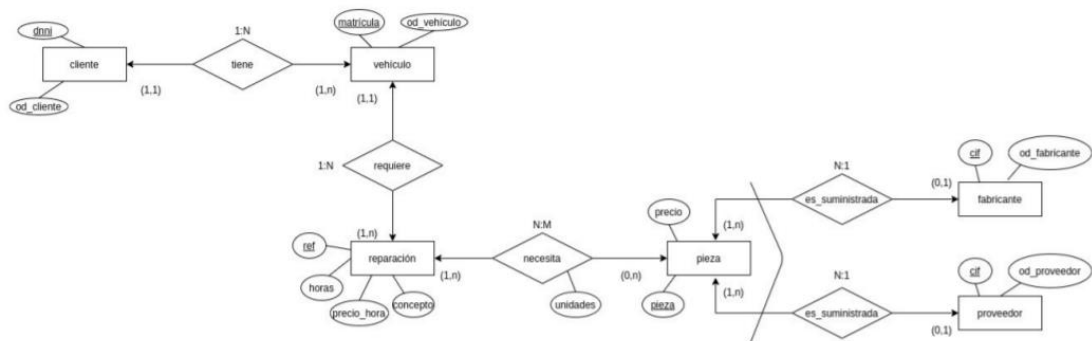 1:N
dnni
matrícula
od_vehículo
cliente
tiene
vehículo
(1,1)
(1,n)
(1,1)
od_cliente
1:N
requiere
N:1
cif
od_fabricante
(0,1)
es_suministrada
fabricante
precio
(1,n)
N:M
(1,n)
ref
reparación
(1,n)
necesita
(0,n)
pieza
N:1
cif
od_proveedor
horas
precio_hora
concepto
unidades
pieza
(1,n)
es_suministrada
proveedor
(0,1)